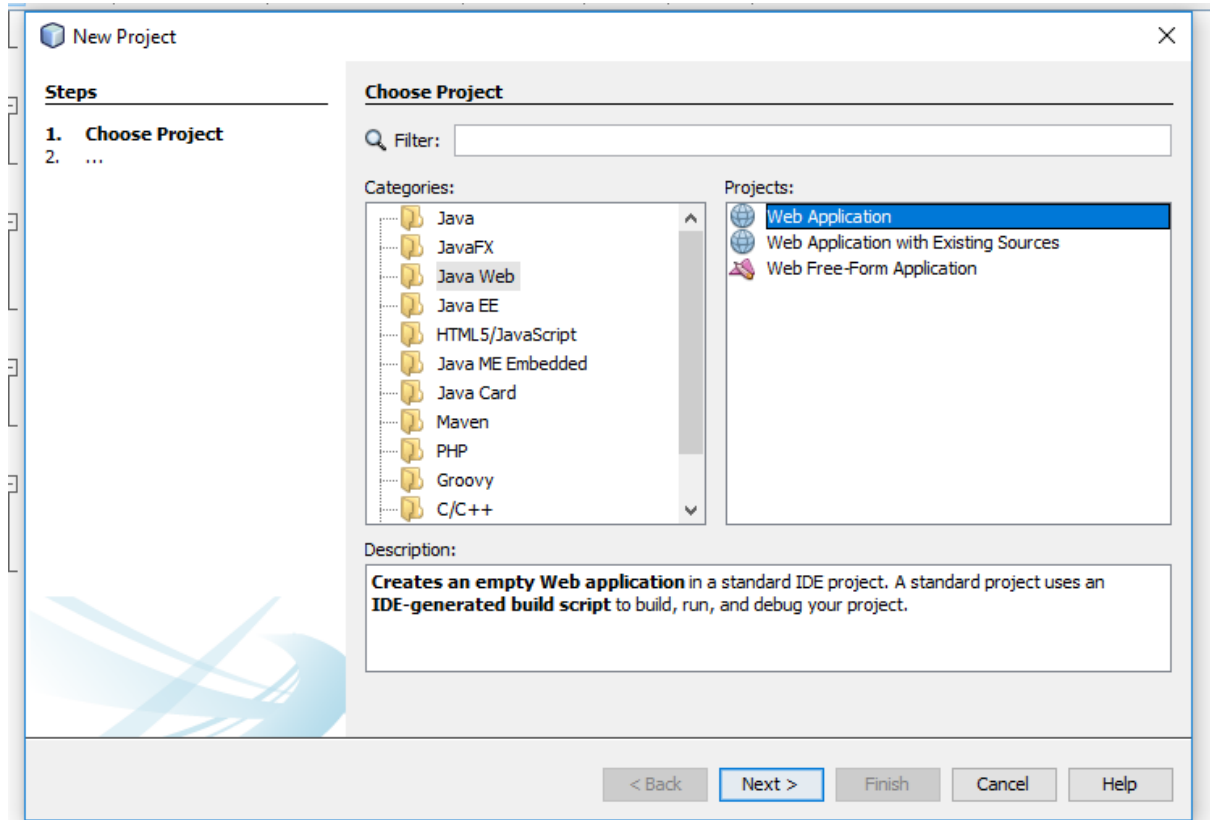 New Project
Steps
1. Choose Project
2. ...
Choose Project
Filter:
Categories:
Java
JavaFX
Java Web
Java EE
HTML5/JavaScript
Java ME Embedded
Java Card
Maven
PHP
Groovy
C/C++
Projects:
Web Application
Web Application with Existing Sources
Web Free-Form Application
Description:
Creates an empty Web application in a standard IDE project. A standard project uses an
IDE-generated build script to build, run, and debug your project.
< Back Next > Finish Cancel Help